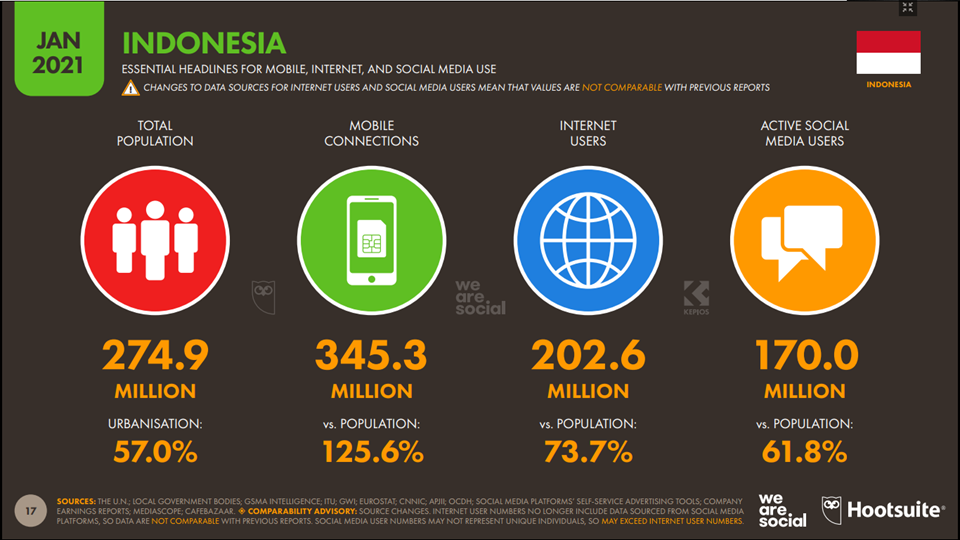 JAN
2021
INDONESIA
ESSENTIAL HEADLINES FOR MOBILE, INTERNET, AND SOCIAL MEDIA USE
CHANGES TO DATA SOURCES FOR INTERNET USERS AND SOCIAL MEDIA USERS MEAN THAT VALUES ARE NOT COMPARABLE WITH PREVIOUS REPORTS
INDONESIA
TOTAL
POPULATION
274.9
MILLION
URBANISATION:
57.0%
MOBILE
CONNECTIONS
345.3
MILLION
vs. POPULATION:
125.6%
INTERNET
USERS
202.6
MILLION
vs. POPULATION:
73.7%
ACTIVE SOCIAL
MEDIA USERS
170.0
MILLION
vs. POPULATION:
61.8%
we
are
social
KEPIOS
17
SOURCES: THE U.N.; LOCAL GOVERNMENT BODIES; GSMA INTELLIGENCE; ITU; GWI; EUROSTAT; CNNIC; APJII; OCDH; SOCIAL MEDIA PLATFORMS' SELF-SERVICE ADVERTISING TOOLS; COMPANY
EARNINGS REPORTS; MEDIASCOPE; CAFEBAZAAR. COMPARABILITY ADVISORY: SOURCE CHANGES. INTERNET USER NUMBERS NO LONGER INCLUDE DATA SOURCED FROM SOCIAL MEDIA
PLATFORMS, SO DATA ARE NOT COMPARABLE WITH PREVIOUS REPORTS. SOCIAL MEDIA USER NUMBERS MAY NOT REPRESENT UNIQUE INDIVIDUALS, SO MAY EXCEED INTERNET USER NUMBERS.
we
are
social
Hootsuite®